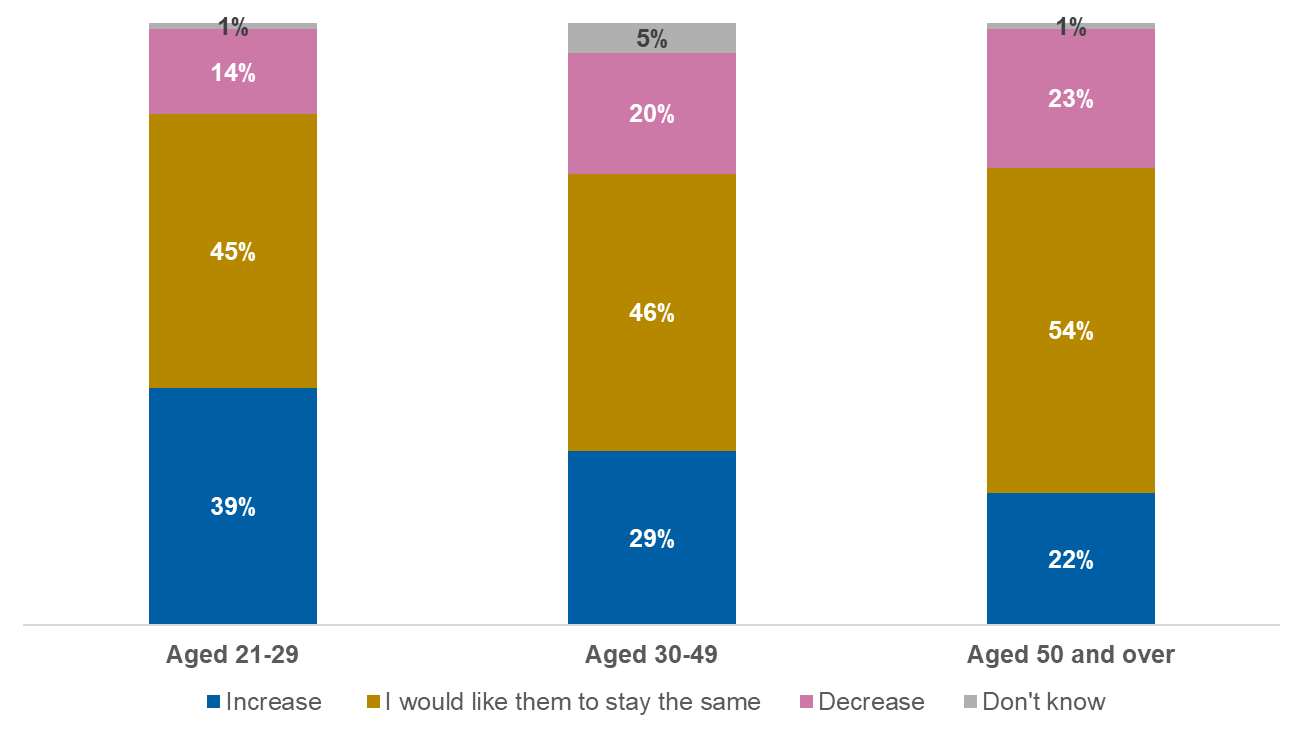 1% 5% 1%
14% 20% 23%
45% 46% 54%
39% 29% 22%
Aged 21-29 Aged 30-49 Aged 50 and over
Increase I would like them to stay the same Decrease Don't know